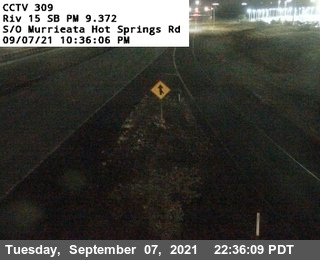 CCTV 309
Riv 15 SB PM 9.372
S/O Murrieata Hot Springs Rd
09/07/21 10:36:06 PM
Tuesday, September 07, 2021 22:36:09 PDT